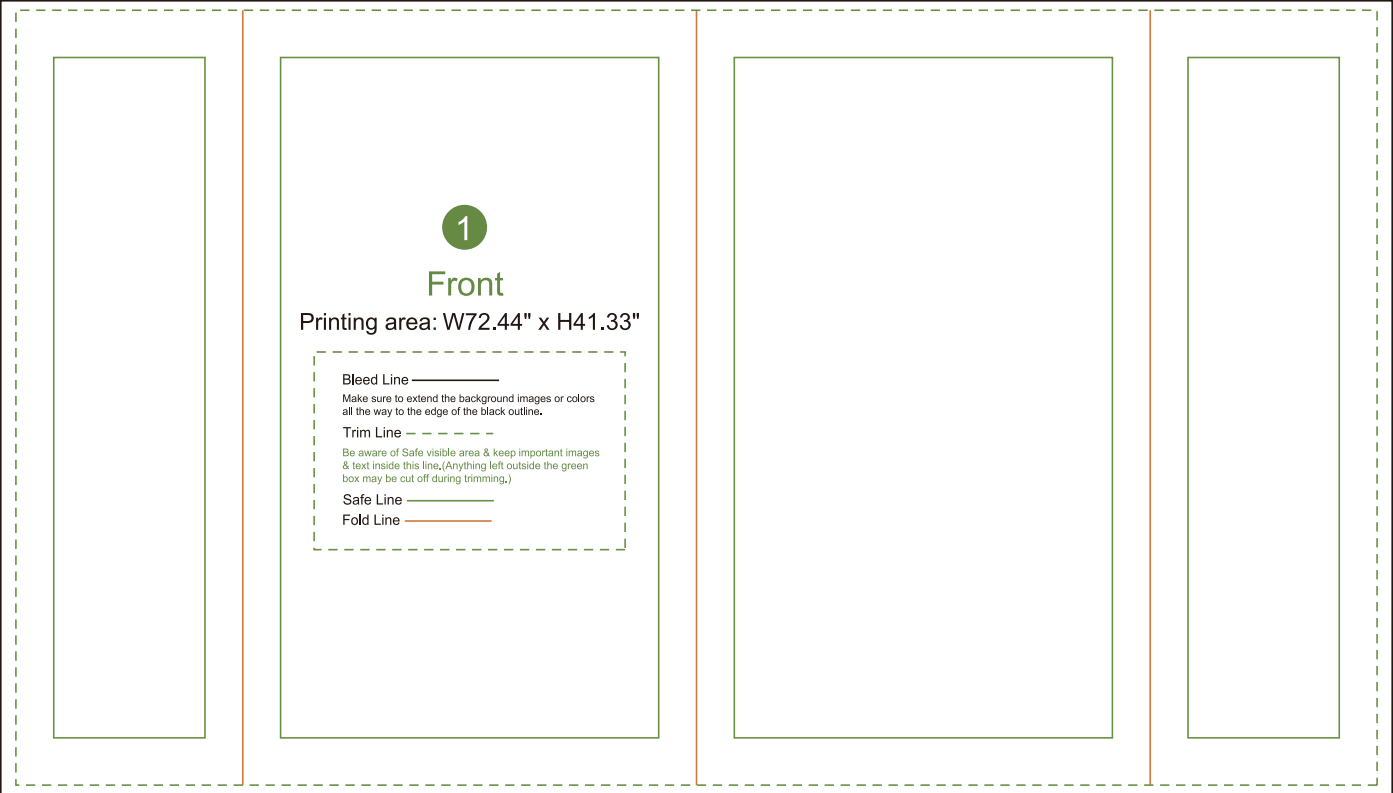 1
Front
Printing area: W72.44" x H41.33"
Bleed Line
Make sure to extend the background images or colors
all the way to the edge of the black outline.
Trim Line
Be aware of Safe visible area & keep important images
& text inside this line.(Anything left outside the green
box may be cut off during trimming.)
Safe Line
Fold Line